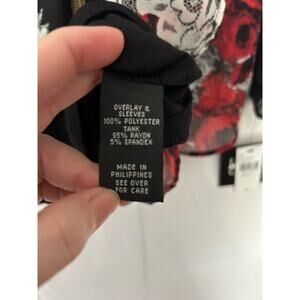 OVERLAY &
SLEEVES
100% POLYESTER
TANK
95% RAYON
5% SPANDEX
MADE IN
PHILIPPINES
SEE OVER
FOR CARE